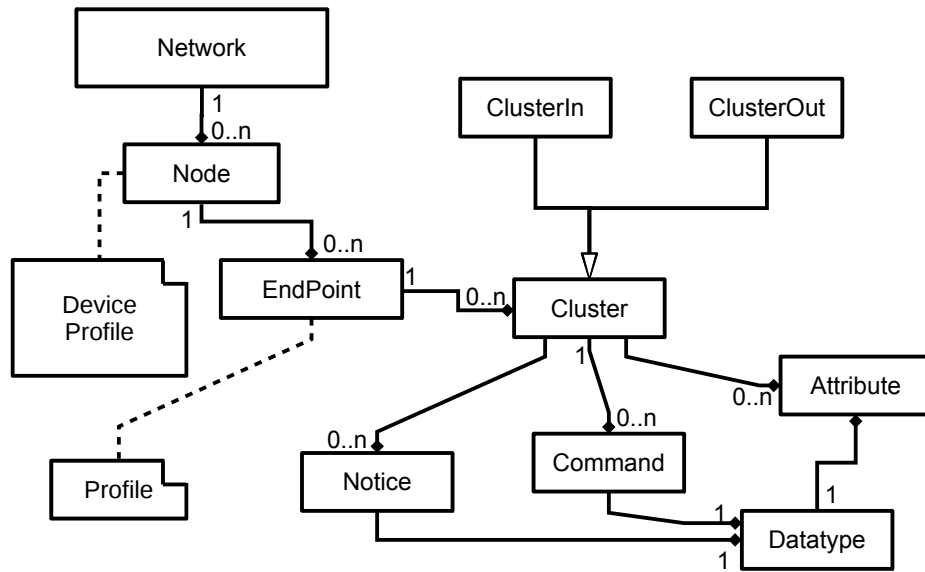 Network
1
0..n
Node
1
0..n
ClusterIn
ClusterOut
Device
Profile
EndPoint
1
0..n
Cluster
1
0..n
Attribute
0..n
Notice
0..n
Command
Profile
1
1
1
Datatype